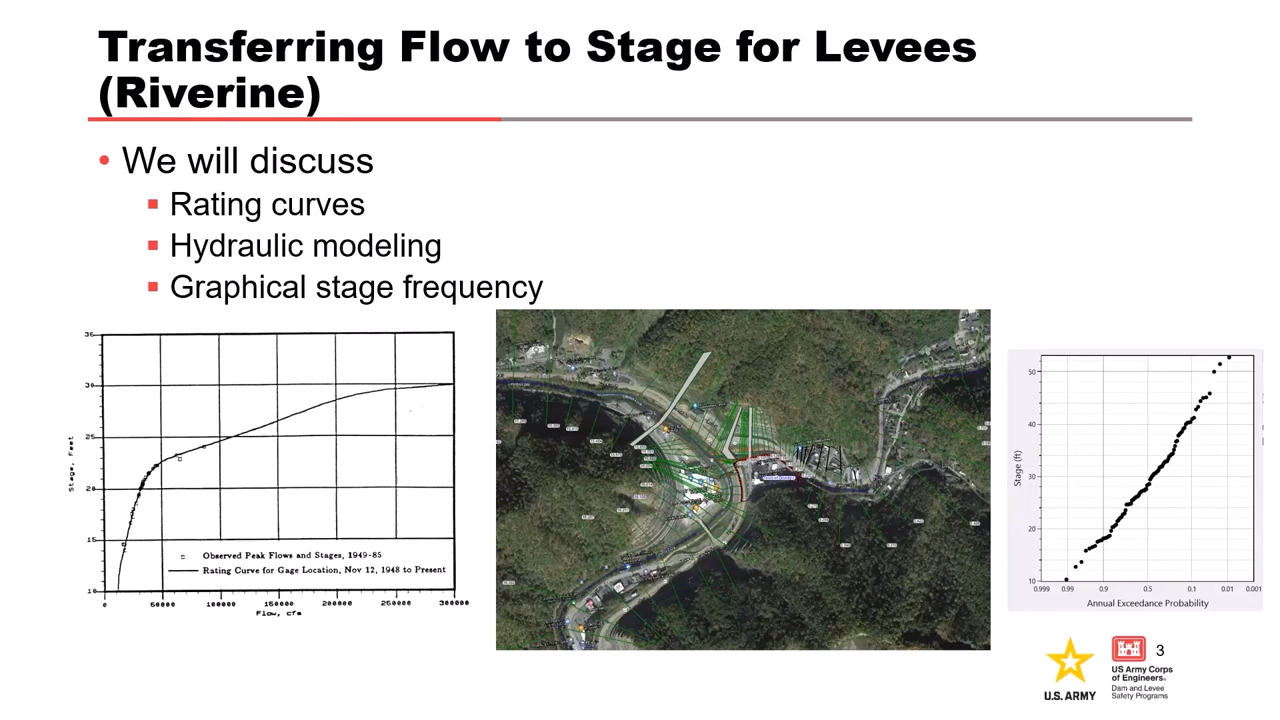 Transferring Flow to Stage for Levees
(Riverine)
• We will discuss
▪ Rating curves
▪ Hydraulic modeling
▪ Graphical stage frequency
35
30
25
20
15
10
Stage, Feet
Observed Peak Flows and Stages, 1949-85
Rating Curve for Gage Location, Nov 12, 1948 to Present
0 50000 100000 150000 200000 250000 300000
Flow, cfs
50
40
30
20
10
Stage (ft)
0.999 0.99 0.9 0.5 0.1 0.01 0.001
Annual Exceedance Probability
3
U.S. ARMY
US Army Corps
of Engineers®
Dam and Levee
Safety Programs